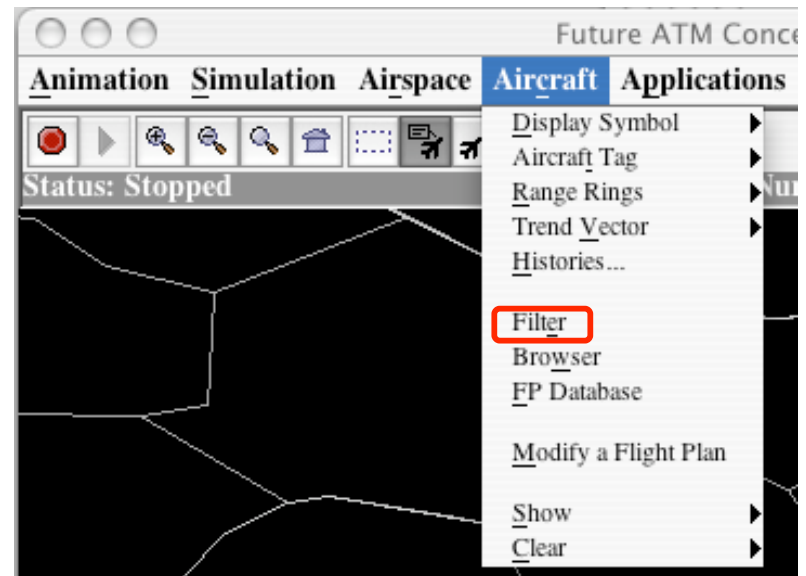 Future ATM Conce
Animation Simulation Airspace Aircraft Applications
Display Symbol
Aircraft Tag
Status: Stopped
Range Rings
Nur
Trend Vector
Histories...
Filter
Browser
FP Database
Modify a Flight Plan
Show
Clear